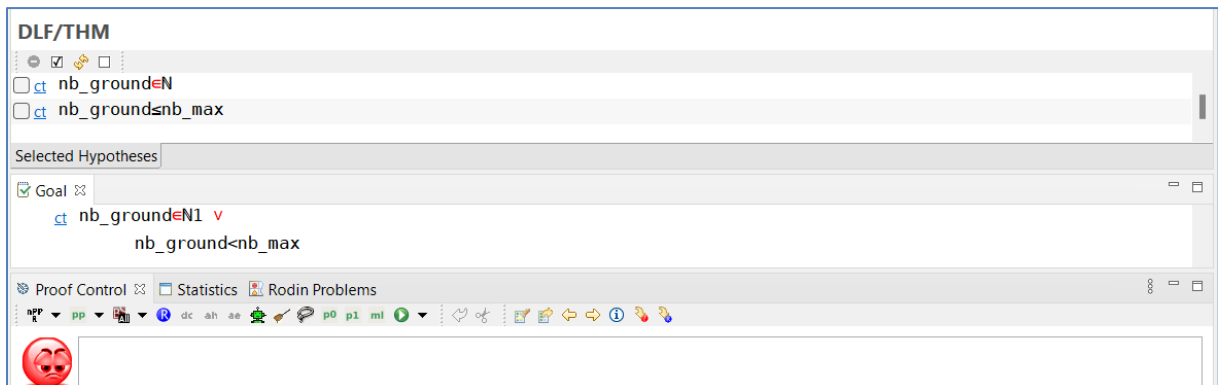 DLF/THM
ct nb_ground∈ℕ
ct nb_ground≤nb_max
Selected Hypotheses
Goal
ct nb_ground∈ℕ1 ∨
nb_ground<nb_max
Proof Control Statistics Rodin Problems
nPP R pp R dc ah ae p0 p1 ml